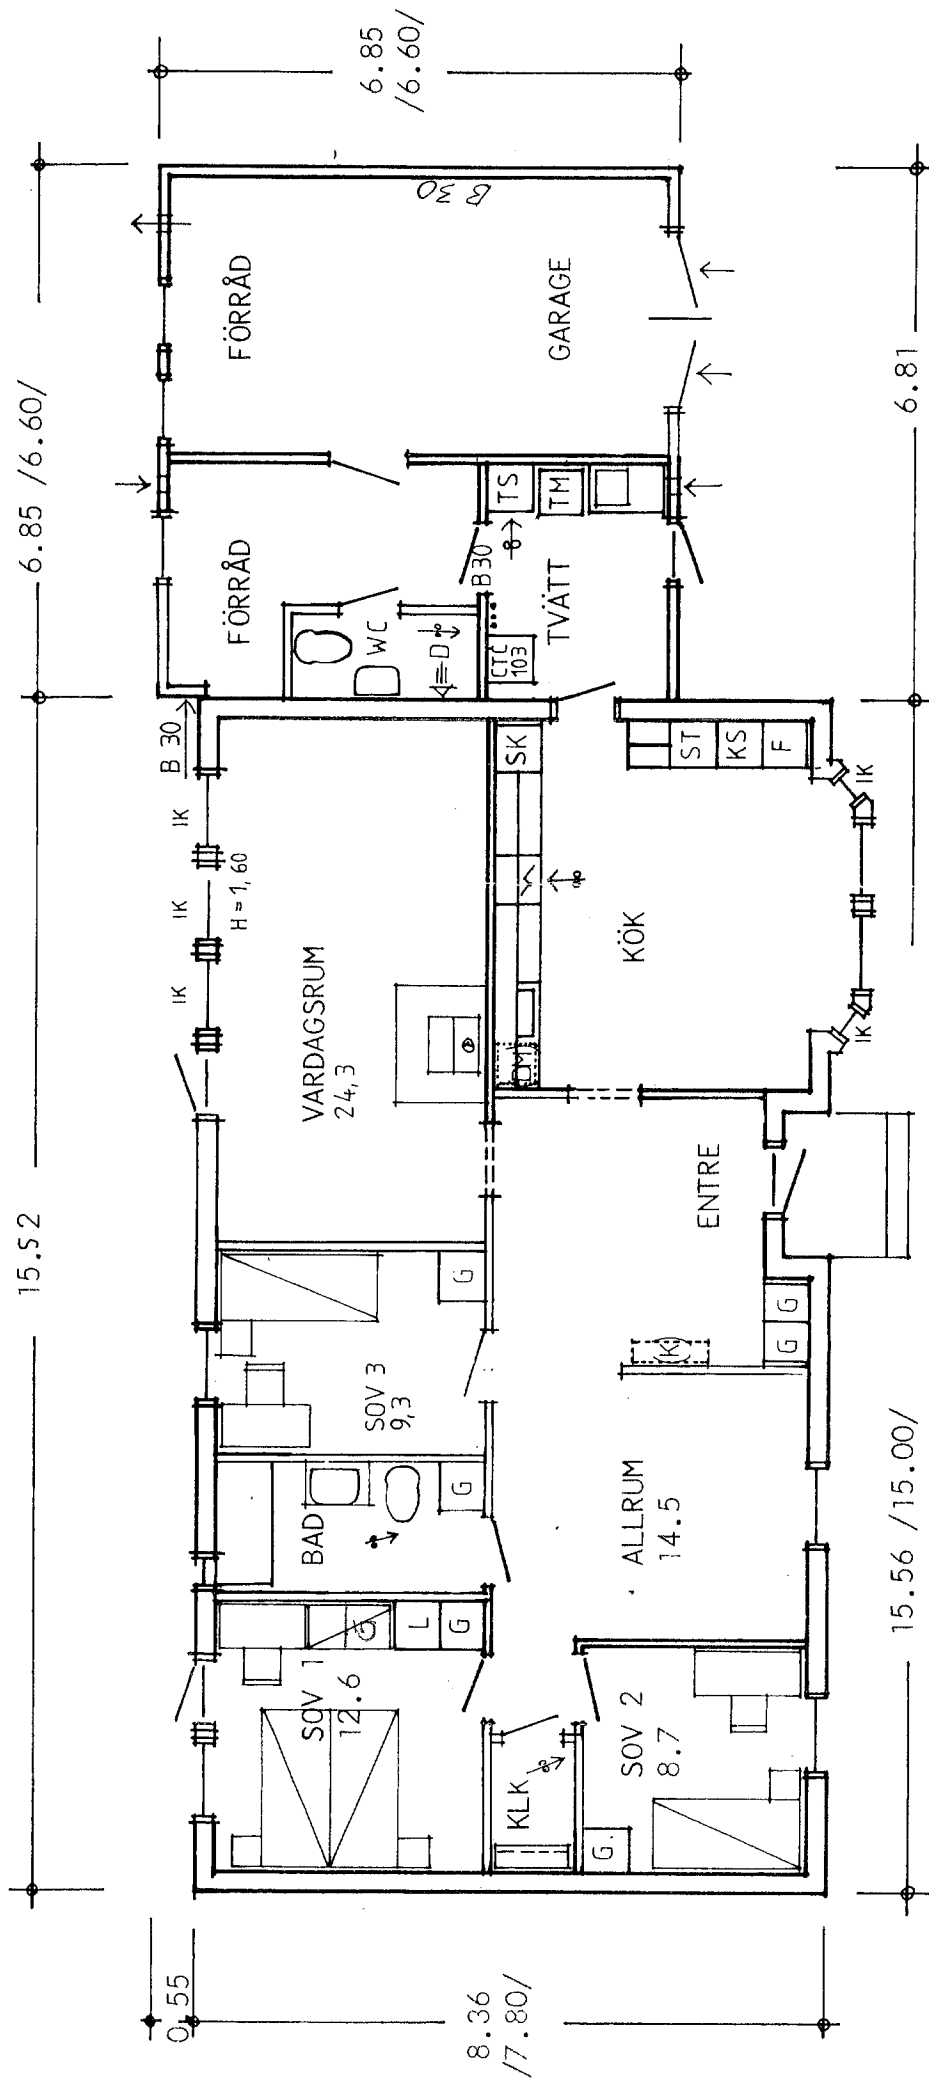 15.52
6.85 /6.60/
6.85
/6.60/
0.55
8.36
/7.80/
15.56 /15.00/
6.81
SOV 1
12.6
G
L
G
BAD
G
SOV 3
9,3
G
VARDAGSRUM
24,3
IK
IK
IK
H = 1,60
B 30
FÖRRÅD
WC
D
B30
FÖRRÅD
B 30
GARAGE
TVÄTT
CTC
103
TS
TM
KLK
SOV 2
8.7
G.
ALLRUM
14.5
K
G
G
ENTRE
KÖK
DM
SK
ST
KS
F
IK
IK